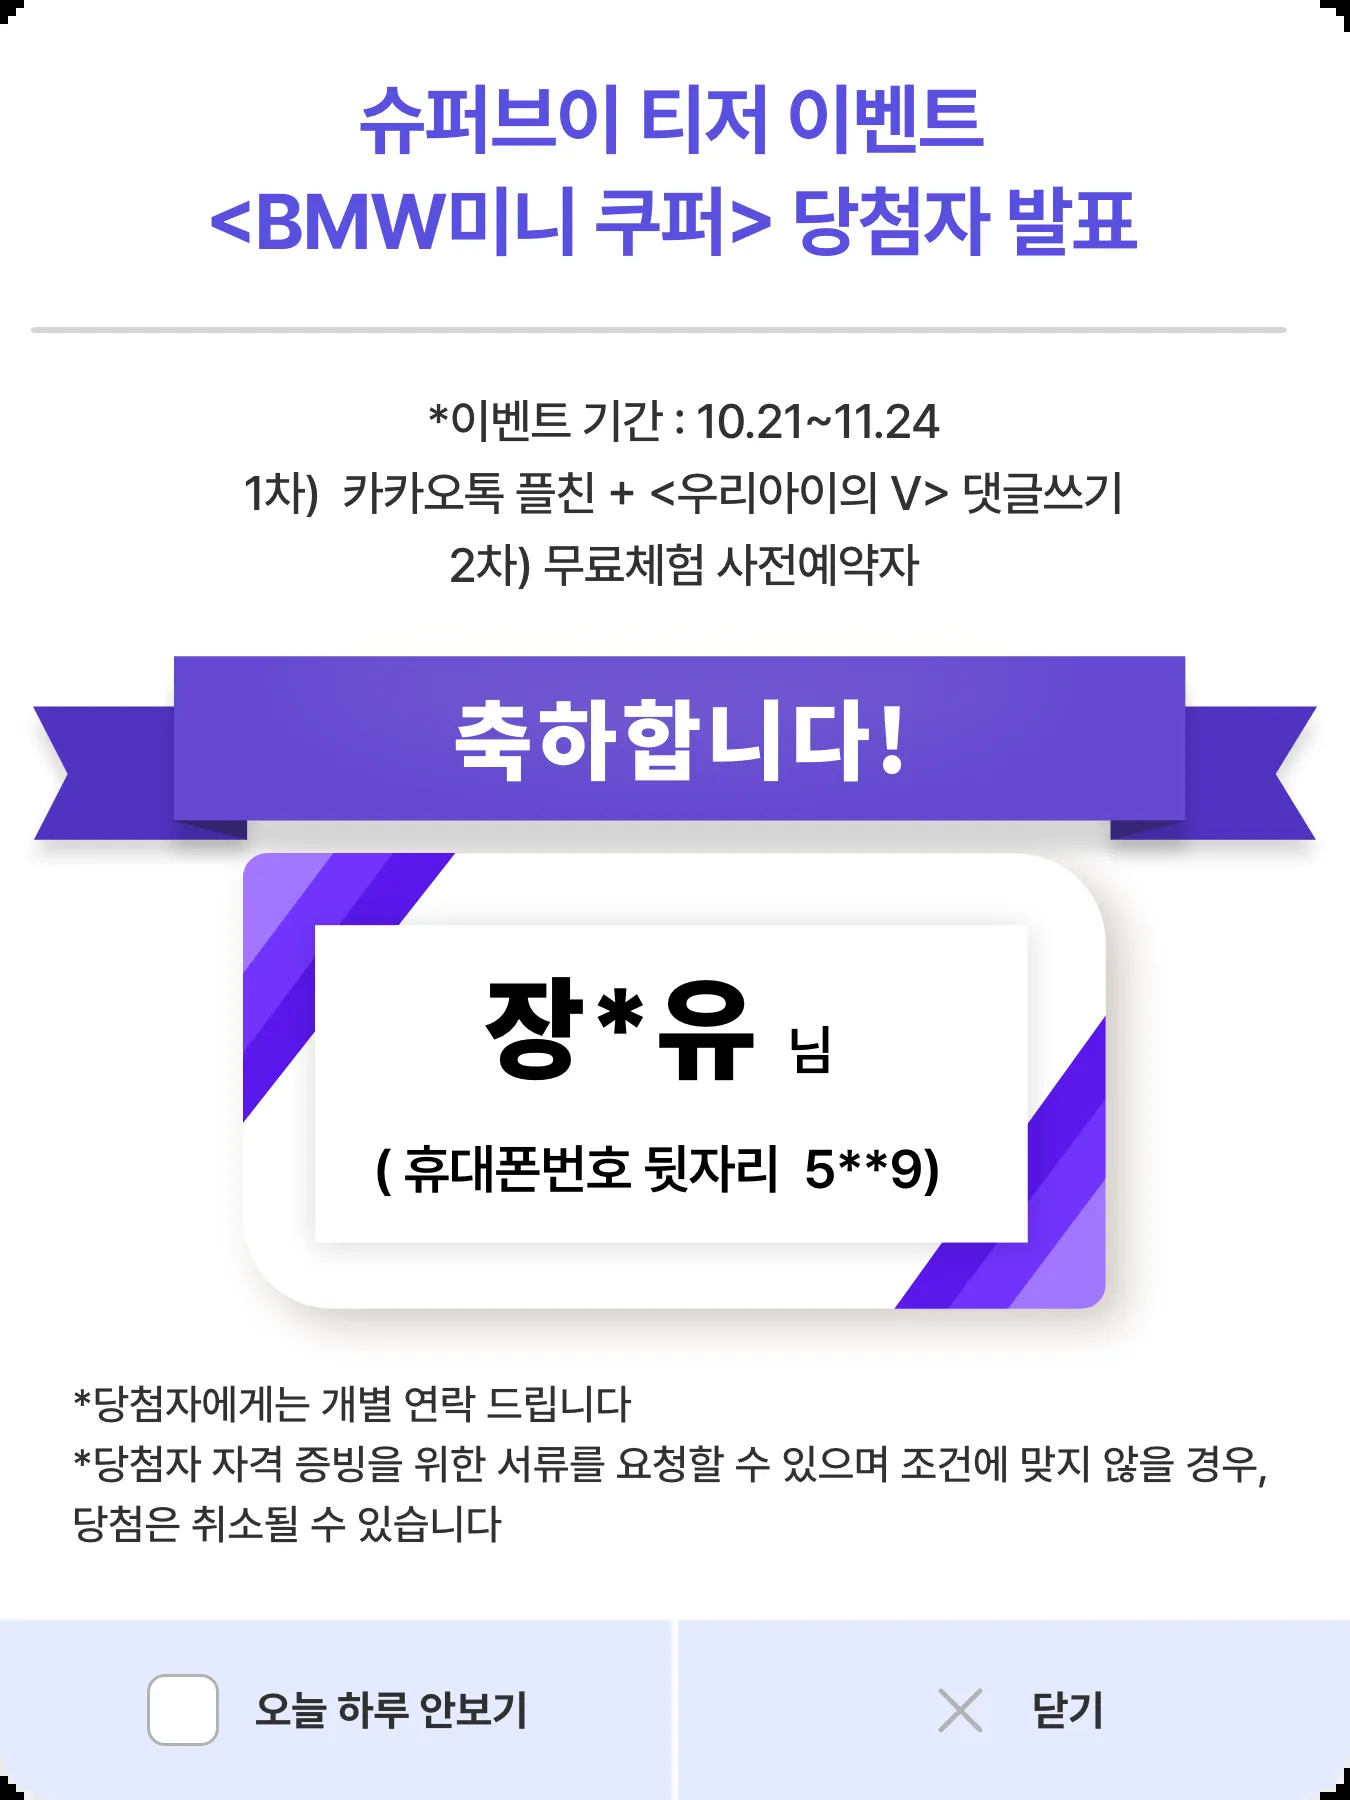 슈퍼브이 티저 이벤트
<BMW미니 쿠퍼> 당첨자 발표
*이벤트 기간 : 10.21~11.24
1차)  카카오톡 플친 + <우리아이의 V> 댓글쓰기
2차) 무료체험 사전예약자
축하합니다!
장*유 님
( 휴대폰번호 뒷자리  5**9)
*당첨자에게는 개별 연락 드립니다
*당첨자 자격 증빙을 위한 서류를 요청할 수 있으며 조건에 맞지 않을 경우,
당첨은 취소될 수 있습니다
오늘 하루 안보기
닫기